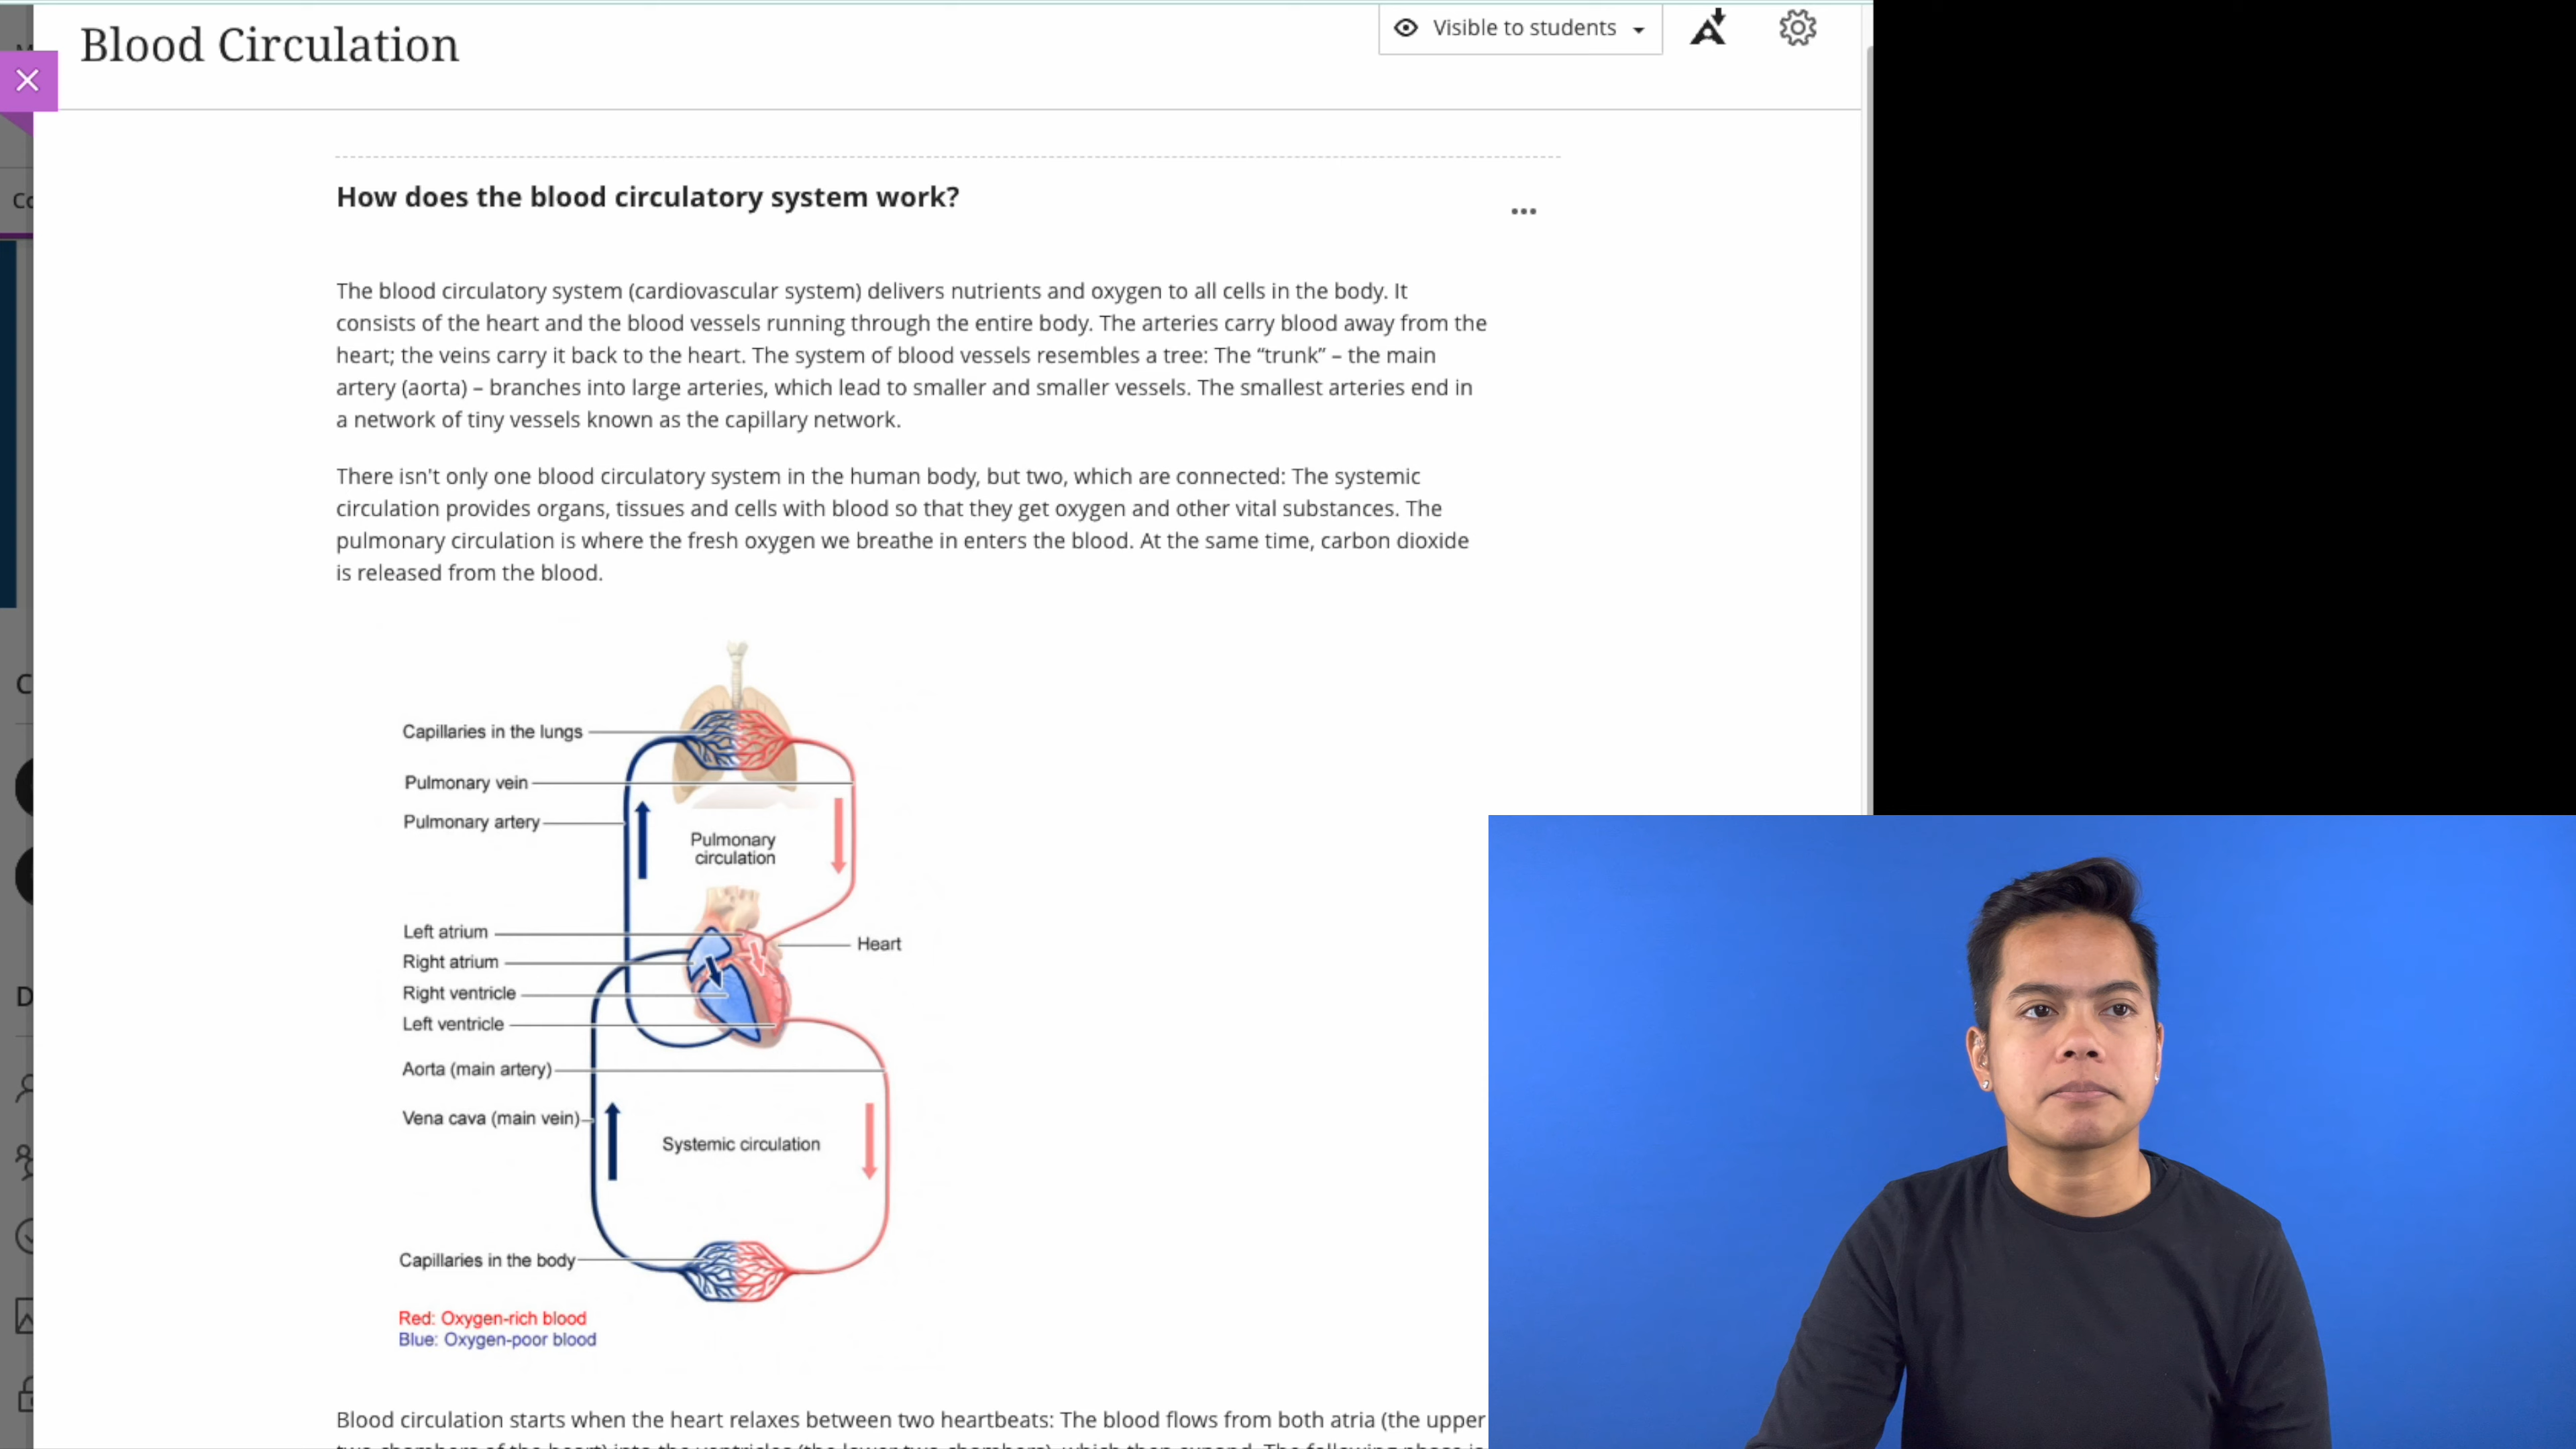 Blood Circulation
Visible to students
How does the blood circulatory system work?
The blood circulatory system (cardiovascular system) delivers nutrients and oxygen to all cells in the body. It
consists of the heart and the blood vessels running through the entire body. The arteries carry blood away from the
heart; the veins carry it back to the heart. The system of blood vessels resembles a tree: The “trunk” – the main
artery (aorta) – branches into large arteries, which lead to smaller and smaller vessels. The smallest arteries end in
a network of tiny vessels known as the capillary network.
There isn't only one blood circulatory system in the human body, but two, which are connected: The systemic
circulation provides organs, tissues and cells with blood so that they get oxygen and other vital substances. The
pulmonary circulation is where the fresh oxygen we breathe in enters the blood. At the same time, carbon dioxide
is released from the blood.
Capillaries in the lungs
Pulmonary vein
Pulmonary artery
Pulmonary
circulation
Left atrium
Heart
Right atrium
Right ventricle
Left ventricle
Aorta (main artery)
Vena cava (main vein)
Systemic circulation
Capillaries in the body
Red: Oxygen-rich blood
Blue: Oxygen-poor blood
Blood circulation starts when the heart relaxes between two heartbeats: The blood flows from both atria (the upper